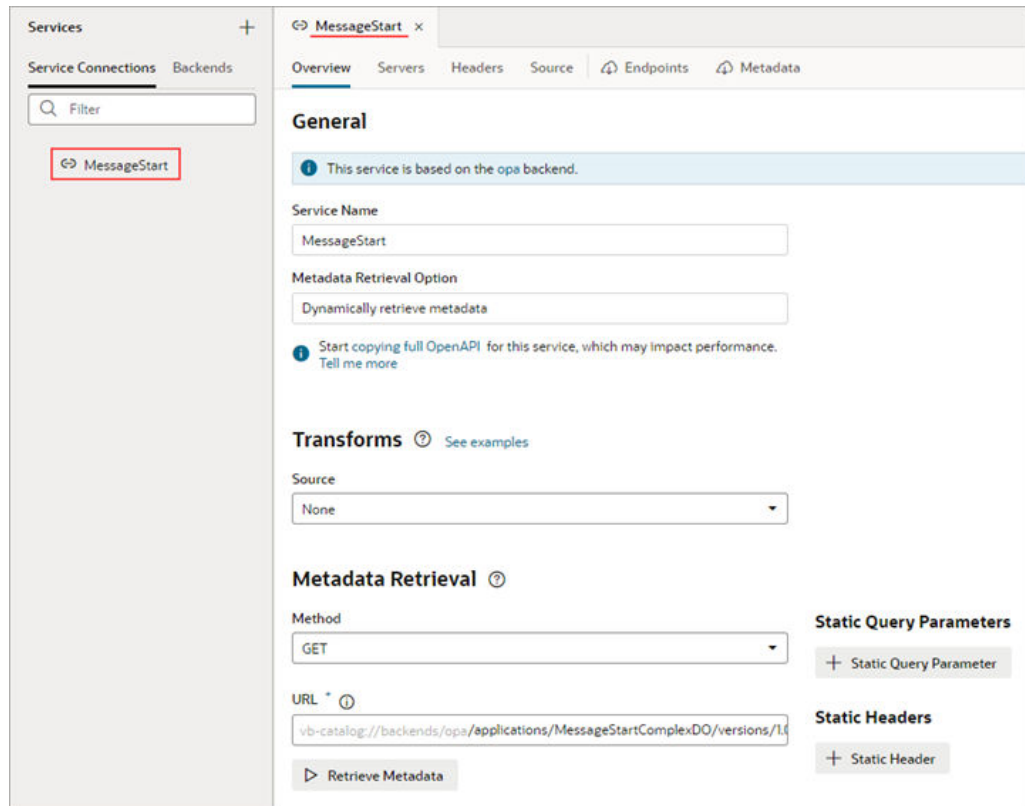 Services
Service Connections Backends
Filter
MessageStart
MessageStart ×
Overview Servers Headers Source Endpoints Metadata
General
This service is based on the opa backend.
Service Name
MessageStart
Metadata Retrieval Option
Dynamically retrieve metadata
Start copying full OpenAPI for this service, which may impact performance.
Tell me more
Transforms See examples
Source
None
Metadata Retrieval
Method
GET
URL *
vb-catalog://backends/opa/applications/MessageStartComplexDO/versions/1.0
Retrieve Metadata
Static Query Parameters
+ Static Query Parameter
Static Headers
+ Static Header